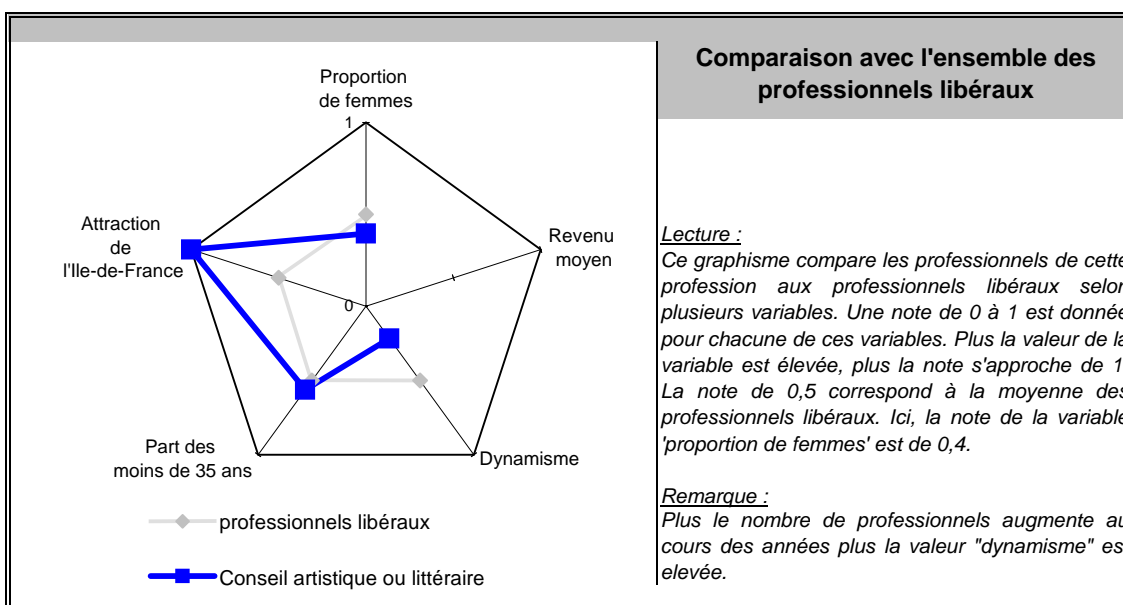 Comparaison avec l'ensemble des
professionnels libéraux
Proportion
de femmes
1
Attraction
de
l'Ile-de-France
Revenu
moyen
0
Part des
moins de 35 ans
Dynamisme
professionnels libéraux
Conseil artistique ou littéraire
Lecture :
Ce graphisme compare les professionnels de cette
profession aux professionnels libéraux selon
plusieurs variables. Une note de 0 à 1 est donnée
pour chacune de ces variables. Plus la valeur de la
variable est élevée, plus la note s'approche de 1
La note de 0,5 correspond à la moyenne des
professionnels libéraux. Ici, la note de la variable
'proportion de femmes' est de 0,4.
Remarque :
Plus le nombre de professionnels augmente au
cours des années plus la valeur "dynamisme" es
elevée.